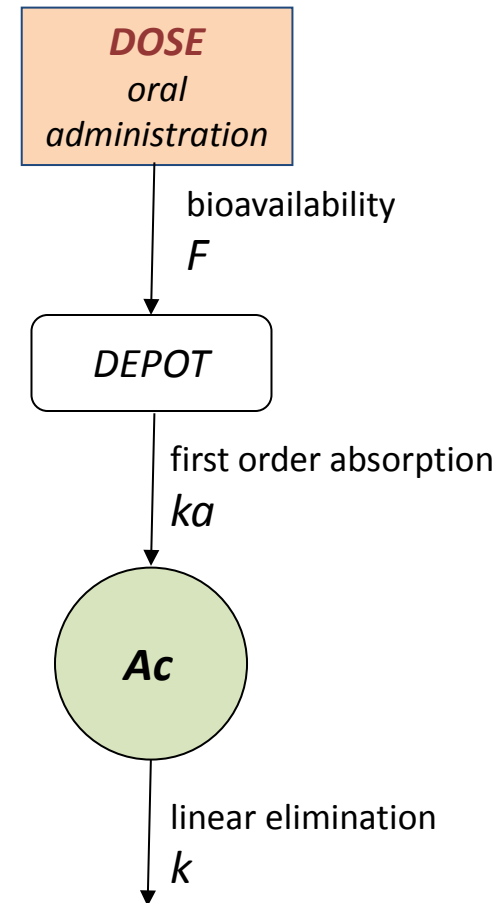 DOSE
oral
administration
bioavailability
F
DEPOT
first order absorption
ka
Ac
linear elimination
k